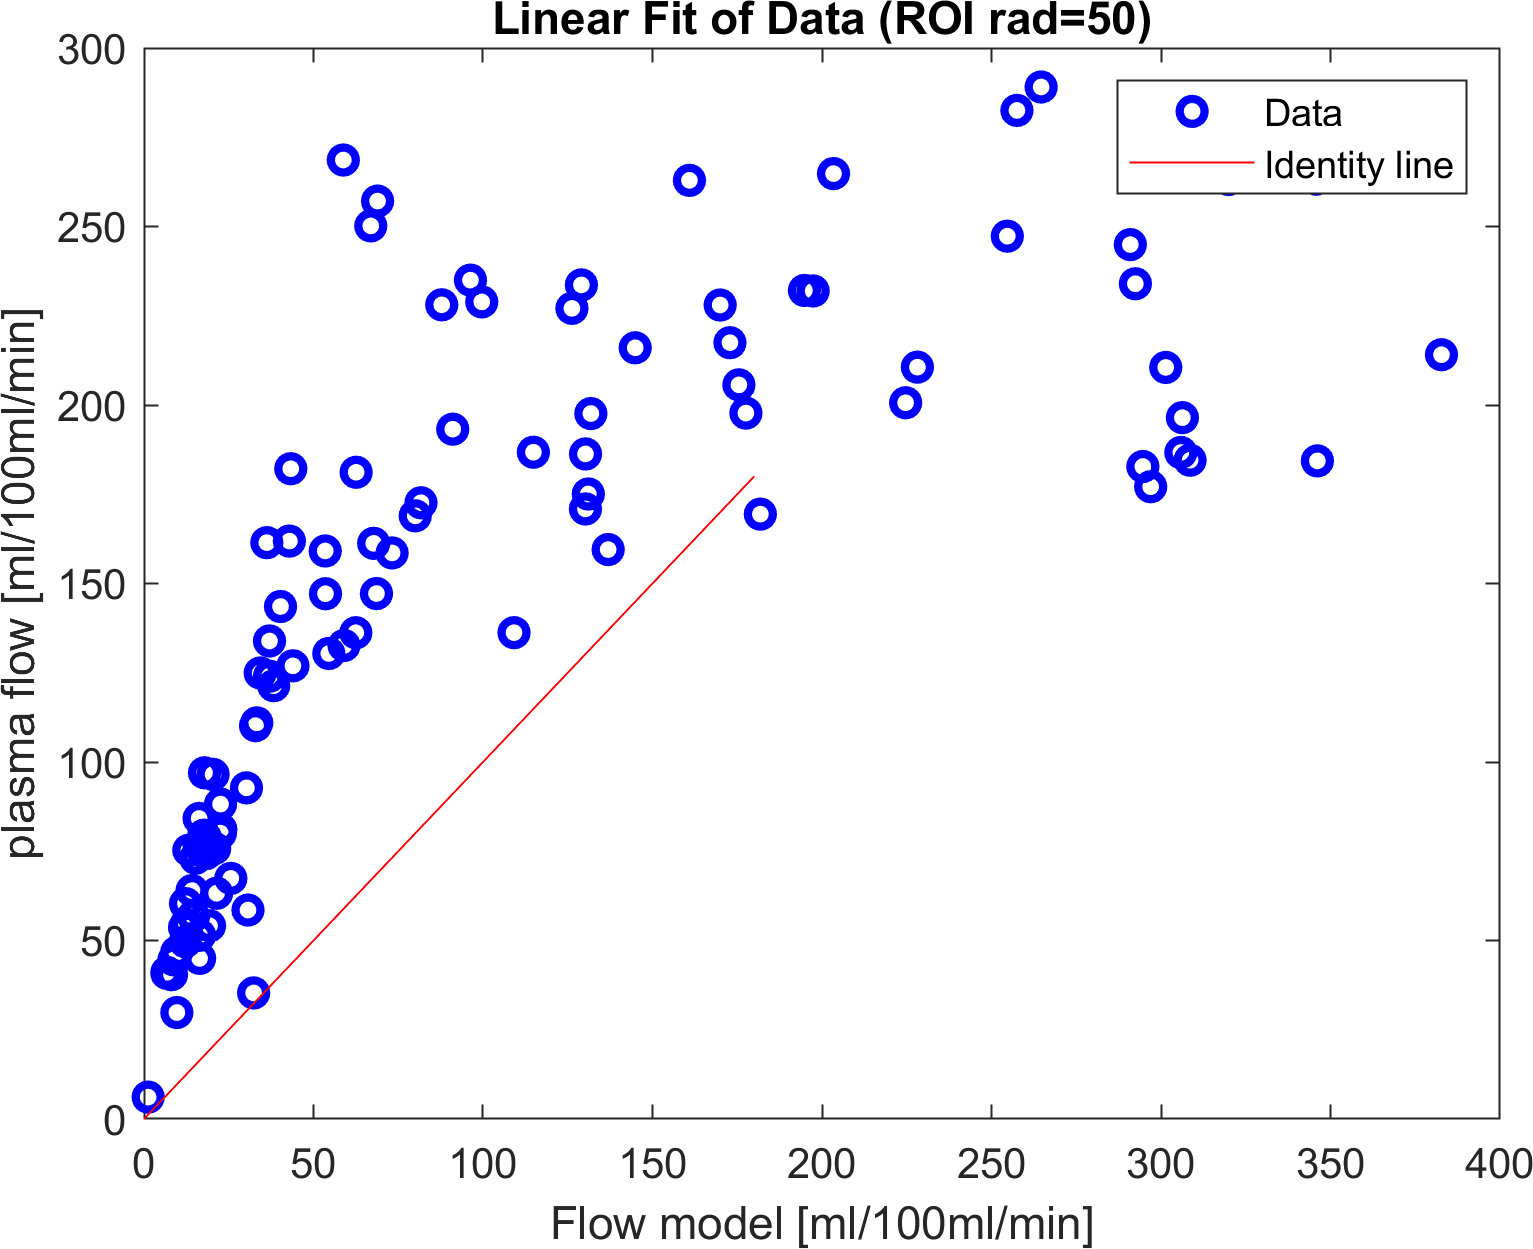 Linear Fit of Data (ROI rad=50)
300
250
200
150
100
50
0
plasma flow [ml/100ml/min]
Data
Identity line
0 50 100 150 200 250 300 350 400
Flow model [ml/100ml/min]